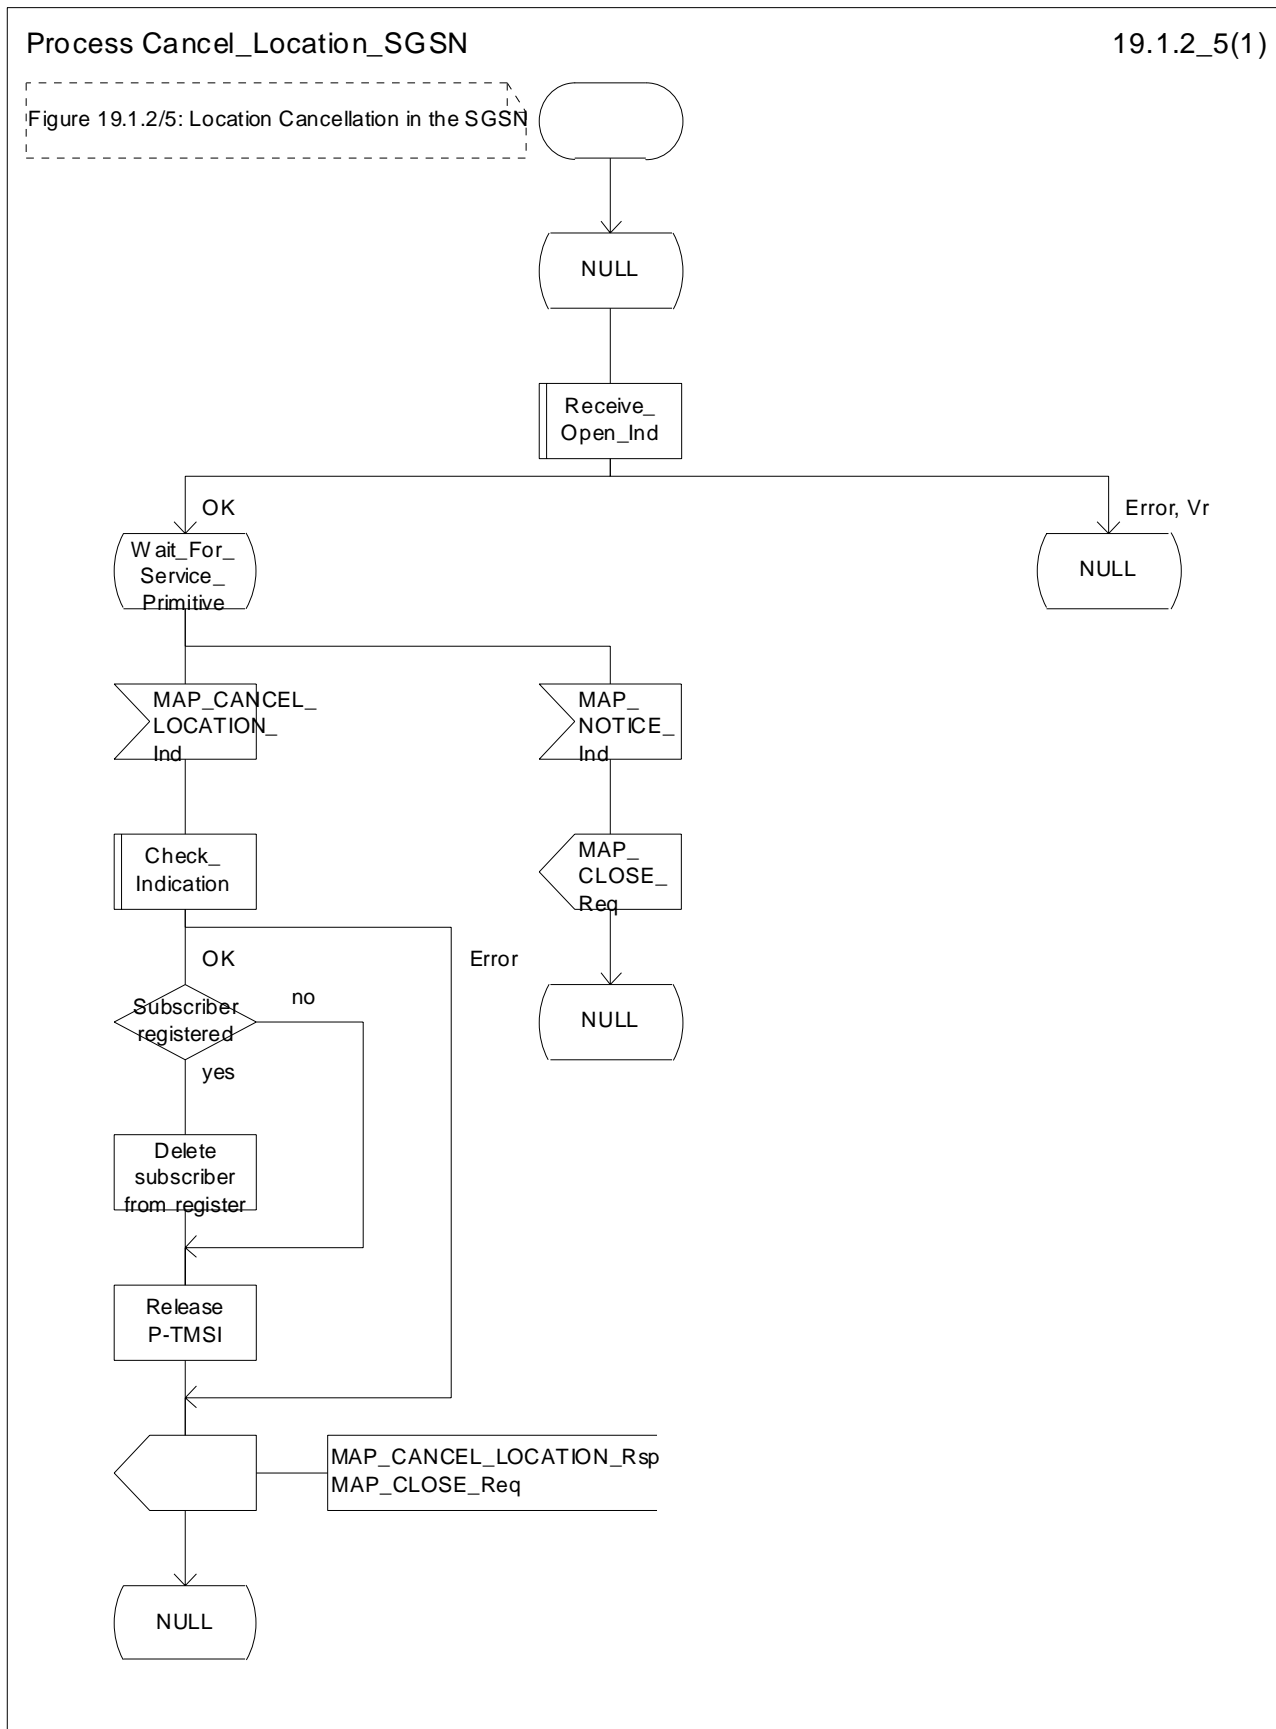 Process Cancel_Location_SGSN
19.1.2_5(1)
Figure 19.1.2/5: Location Cancellation in the SGSN
NULL
Receive_
Open_Ind
OK
Error, Vr
Wait_For_
Service_
Primitive
NULL
MAP_CANCEL_
LOCATION_
Ind
MAP_
NOTICE_
Ind
Check_
Indication
MAP_
CLOSE_
Req
OK
Error
Subscriber
registered
no
NULL
yes
Delete
subscriber
from register
Release
P-TMSI
MAP_CANCEL_LOCATION_Rsp
MAP_CLOSE_Req
NULL